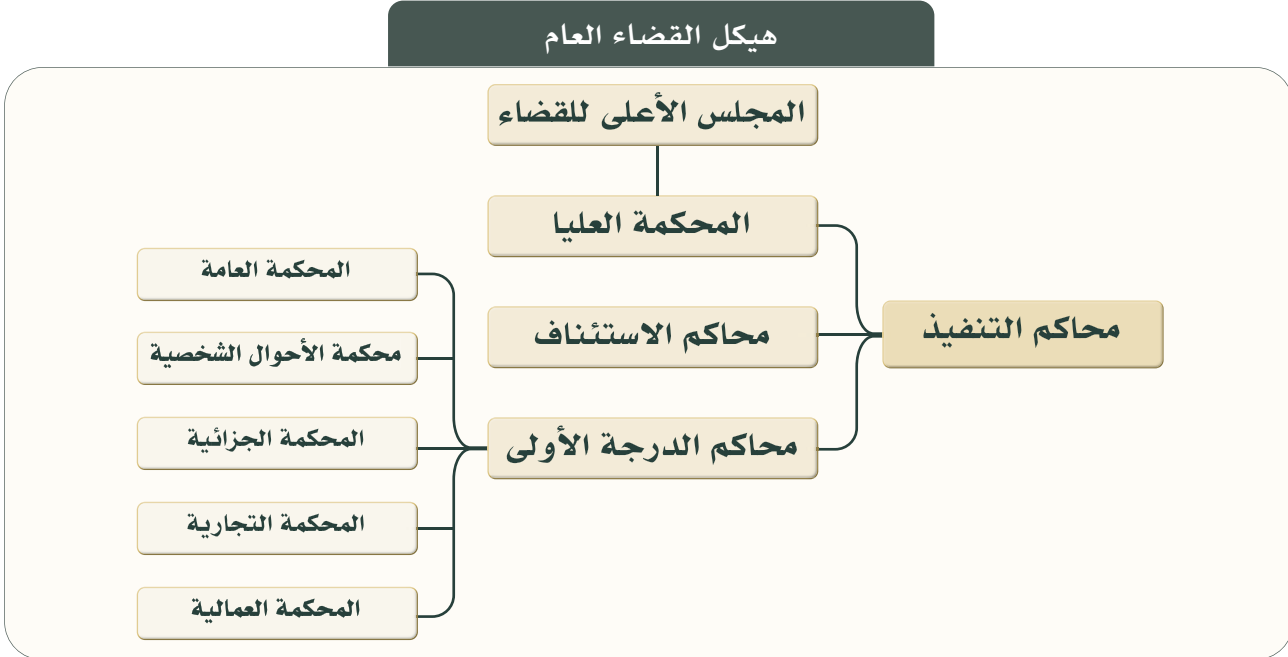 هيكل القضاء العام
المجلس الأعلى للقضاء
المحكمة العليا
محاكم التنفيذ
محاكم الاستئناف
محاكم الدرجة الأولى
المحكمة العامة
محكمة الأحوال الشخصية
المحكمة الجزائية
المحكمة التجارية
المحكمة العمالية